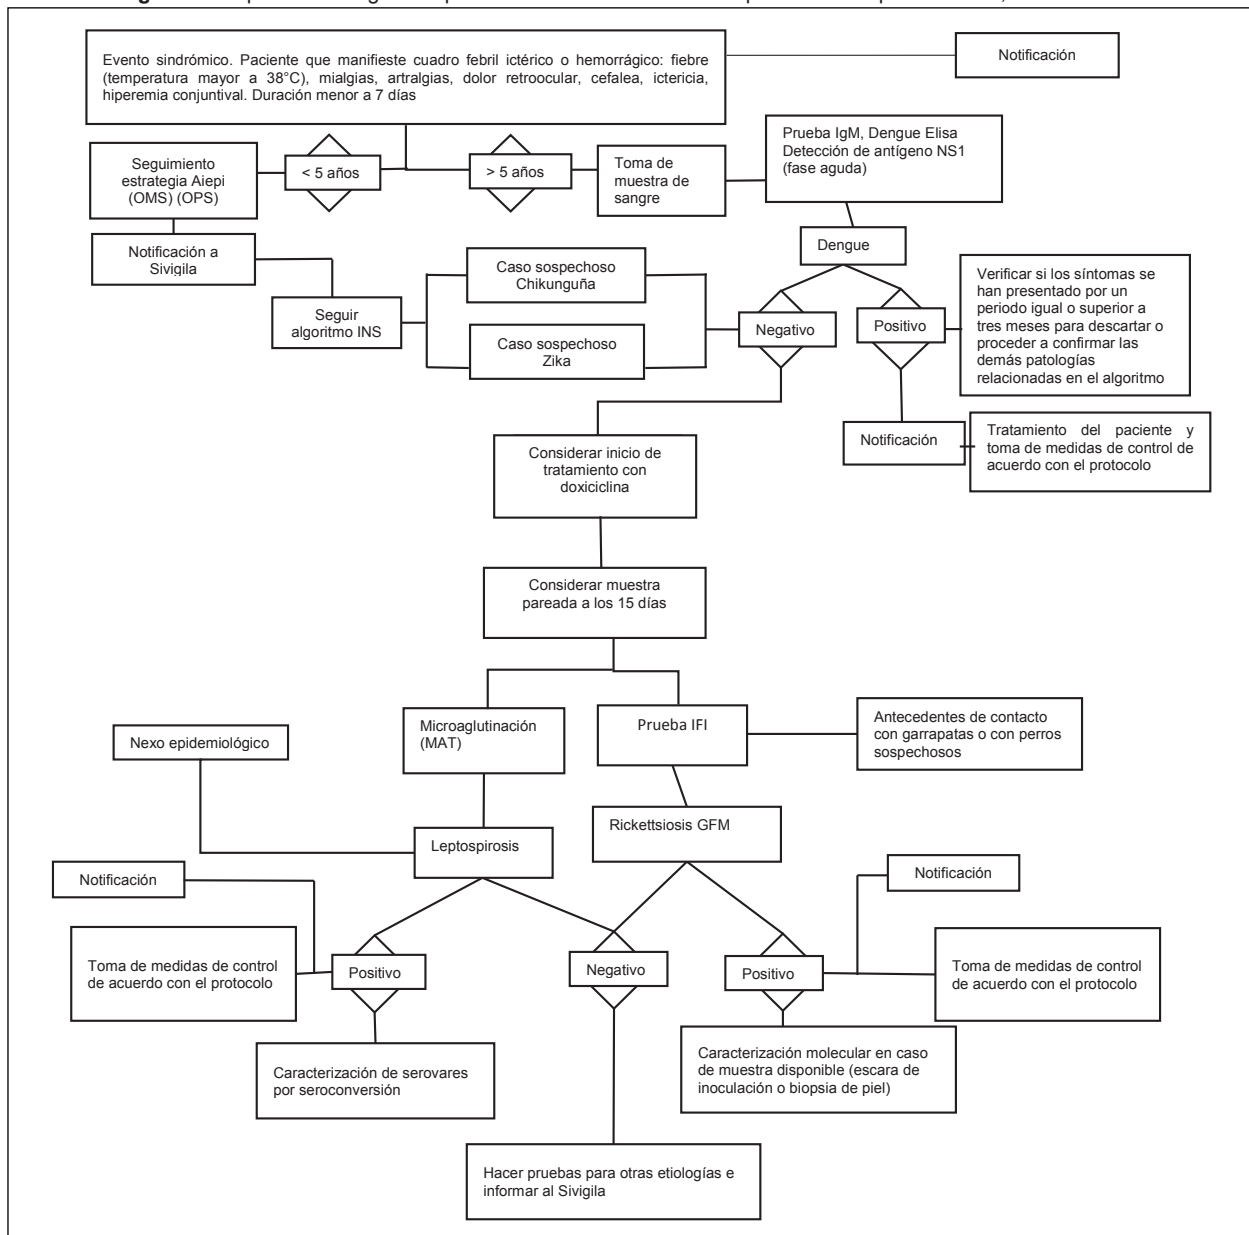 Evento sindrómico. Paciente que manifieste cuadro febril ictérico o hemorrágico: fiebre
(temperatura mayor a 38°C), mialgias, artralgias, dolor retroocular, cefalea, ictericia,
hiperemia conjuntival. Duración menor a 7 días
Notificación
Seguimiento
estrategia Aiepi
(OMS) (OPS)
< 5 años
> 5 años
Toma de
muestra de
sangre
Prueba IgM, Dengue Elisa
Detección de antígeno NS1
(fase aguda)
Notificación a
Sivigila
Dengue
Caso sospechoso
Chikunguña
Seguir
algoritmo INS
Caso sospechoso
Zika
Negativo
Positivo
Verificar si los síntomas se
han presentado por un
periodo igual o superior a
tres meses para descartar o
proceder a confirmar las
demás patologías
relacionadas en el algoritmo
Notificación
Tratamiento del paciente y
toma de medidas de control de
acuerdo con el protocolo
Considerar inicio de
tratamiento con
doxiciclina
Considerar muestra
pareada a los 15 días
Microaglutinación
(MAT)
Prueba IFI
Antecedentes de contacto
con garrapatas o con perros
sospechosos
Nexo epidemiológico
Leptospirosis
Rickettsiosis GFM
Notificación
Notificación
Toma de medidas de control
de acuerdo con el protocolo
Positivo
Negativo
Positivo
Toma de medidas de control
de acuerdo con el protocolo
Caracterización de serovares
por seroconversión
Caracterización molecular en caso
de muestra disponible (escara de
inoculación o biopsia de piel)
Hacer pruebas para otras etiologías e
informar al Sivigila